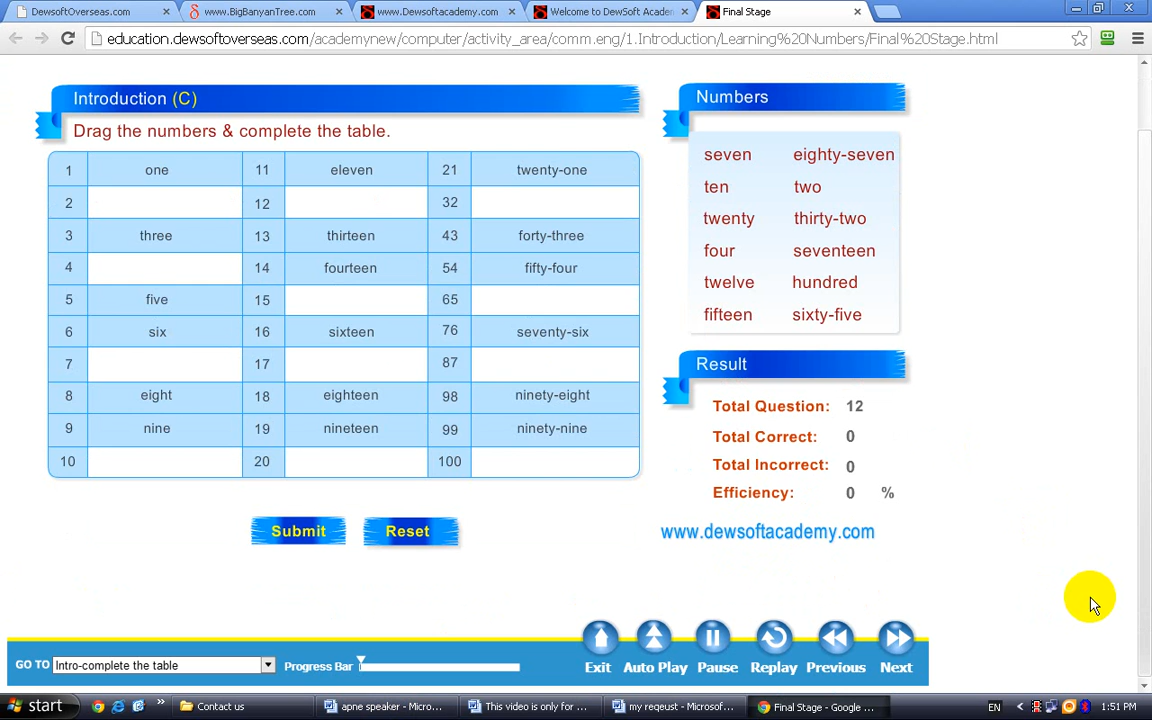 DewsoftOverseas.com
www.BigBanyanTree.com
www.Dewsoftacademy.com
Welcome to DewSoft Acade
Final Stage
education.dewsoftoverseas.com/academynew/computer/activity_area/comm.eng/1.Introduction/Learning%20Numbers/Final%20Stage.html
Introduction (C)
Drag the numbers & complete the table.
1 one 11 eleven 21 twenty-one
2 12 32
3 three 13 thirteen 43 forty-three
4 14 fourteen 54 fifty-four
5 five 15 65
6 six 16 sixteen 76 seventy-six
7 17 87
8 eight 18 eighteen 98 ninety-eight
9 nine 19 nineteen 99 ninety-nine
10 20 100
Submit
Reset
Numbers
seven eighty-seven
ten two
twenty thirty-two
four seventeen
twelve hundred
fifteen sixty-five
Result
Total Question: 12
Total Correct: 0
Total Incorrect: 0
Efficiency: 0 %
www.dewsoftacademy.com
GO TO Intro-complete the table Progress Bar
Exit Auto Play Pause Replay Previous Next
start
Contact us
apne speaker - Micro...
This video is only for ...
my reqeust - Microsof...
Final Stage - Google ...
EN
1:51 PM